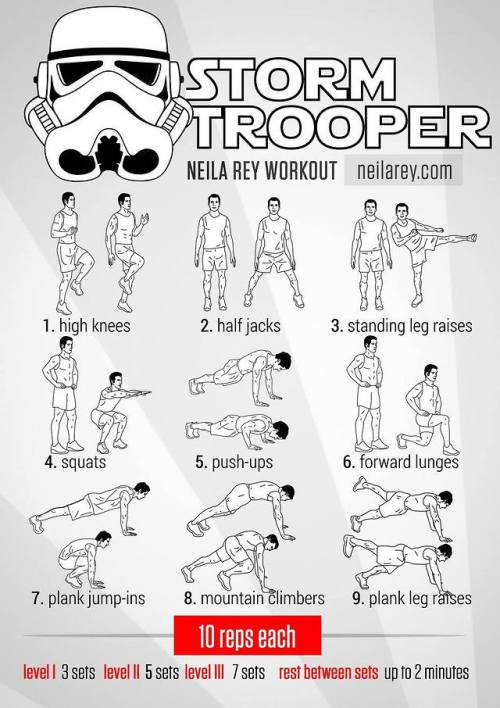 STORM
TROOPER
NEILA REY WORKOUT neilarey.com
1. high knees 2. half jacks 3. standing leg raises
4. squats 5. push-ups 6. forward lunges
7. plank jump-ins 8. mountain climbers 9. plank leg raises
10 reps each
level I 3 sets level II 5 sets level III 7 sets rest between sets up to 2 minutes